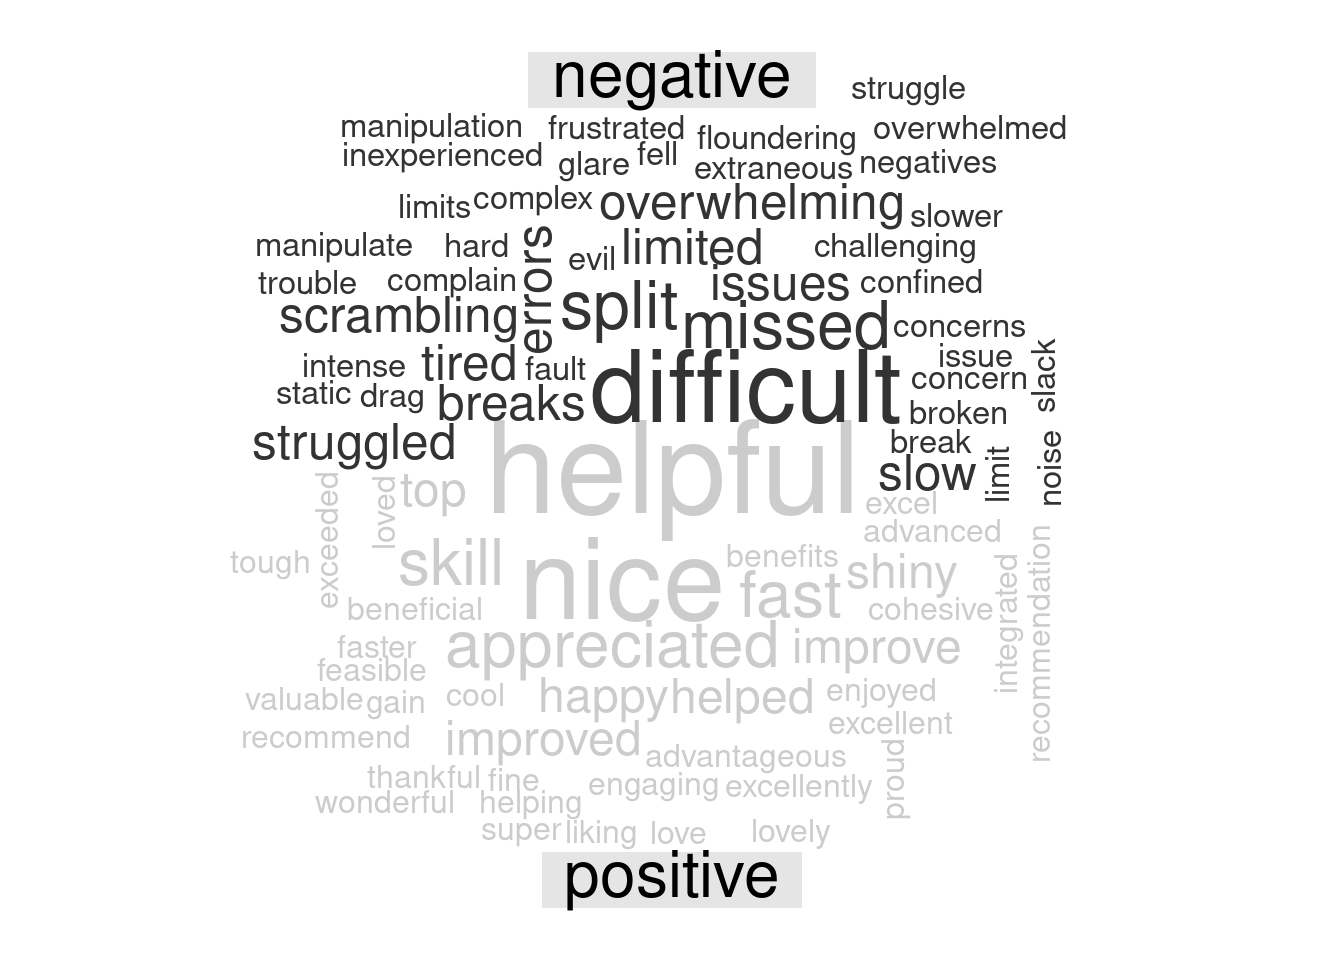 negative
struggle
manipulation frustrated floundering overwhelmed
inexperienced glare fell extraneous negatives
limits complex overwhelming slower
manipulate hard errors evil limited challenging
trouble complain split issues confined
scrambling missed concerns
intense tired fault difficult issue slack
static drag breaks concern
broken
struggled helpful break
top slow limit noise
exceeded loved excel
advanced
tough skill nice benefits fast shiny integrated recommendation
beneficial cohesive
faster appreciated improve
feasible
valuable gain cool happy helped enjoyed
recommend improved excellent
advantageous proud
thankful fine engaging excellently
wonderful helping
super liking love lovely
positive